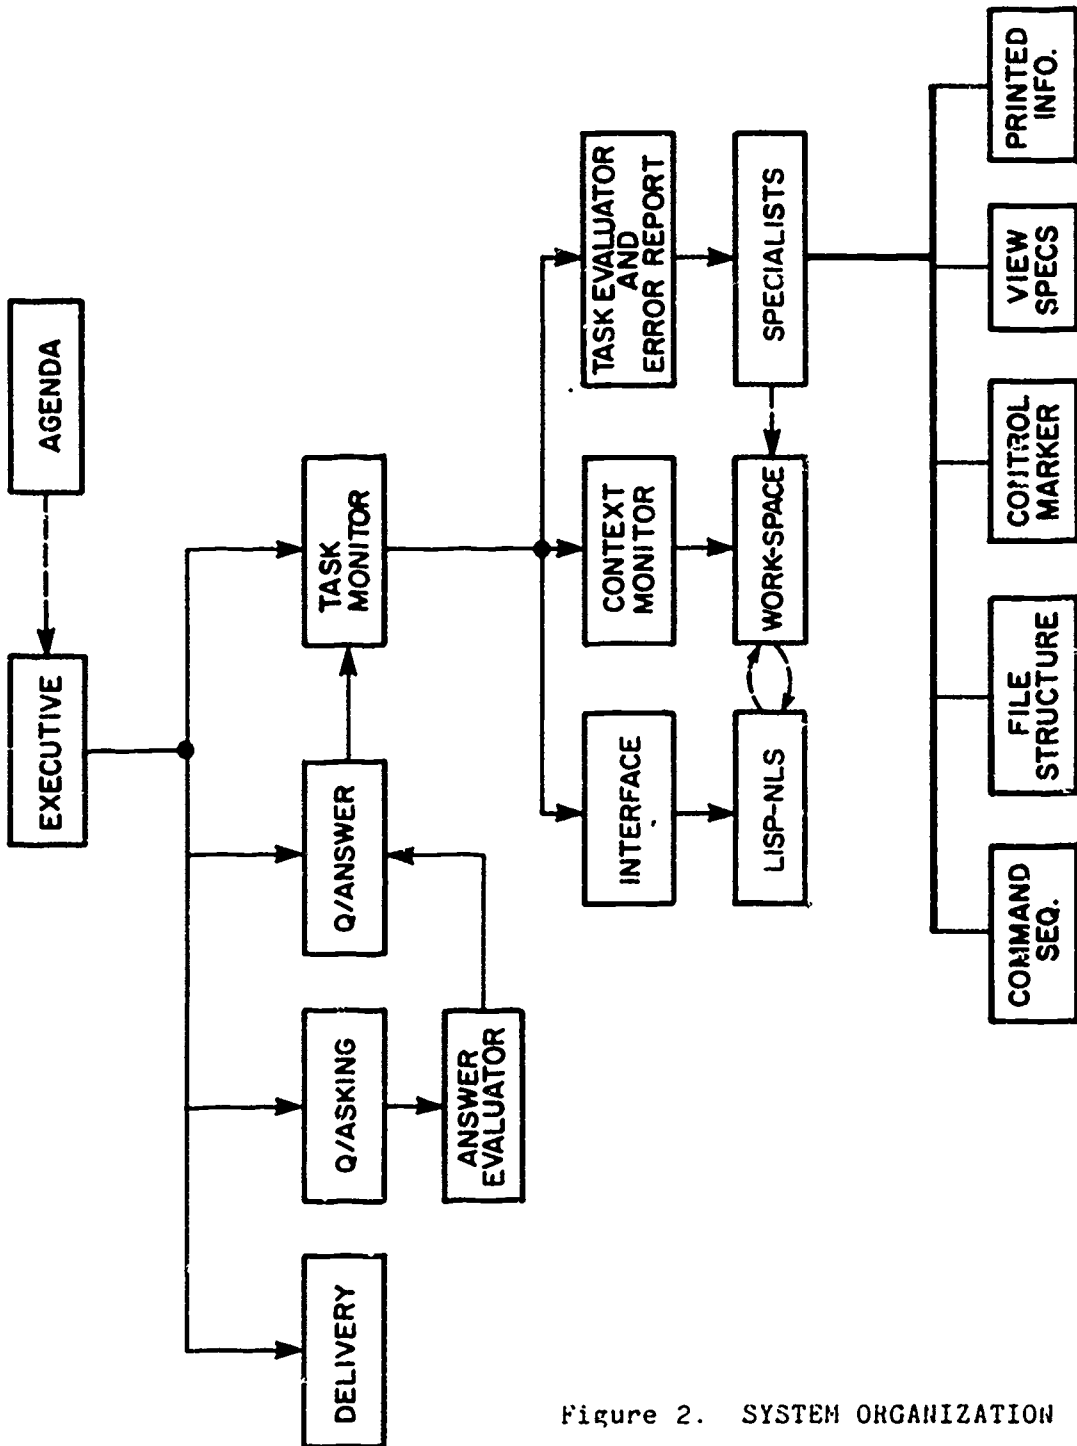 AGENDA
EXECUTIVE
DELIVERY
Q/ASKING
Q/ANSWER
TASK
MONITOR
ANSWER
EVALUATOR
INTERFACE
CONTEXT
MONITOR
TASK EVALUATOR
AND
ERROR REPORT
LISP-NLS
WORK-SPACE
SPECIALISTS
COMMAND
SEQ.
FILE
STRUCTURE
CONTROL
MARKER
VIEW
SPECS
PRINTED
INFO.
Figure 2. SYSTEM ORGANIZATION